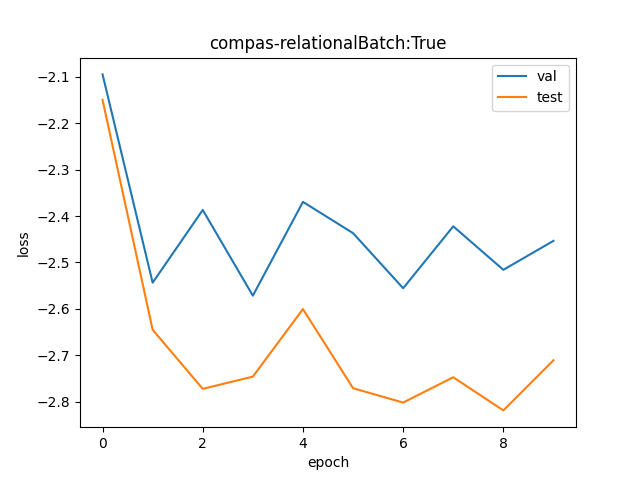 compas-relationalBatch:True
val
test
−2.1
−2.2
−2.3
−2.4
−2.5
−2.6
−2.7
−2.8
loss
0 2 4 6 8
epoch